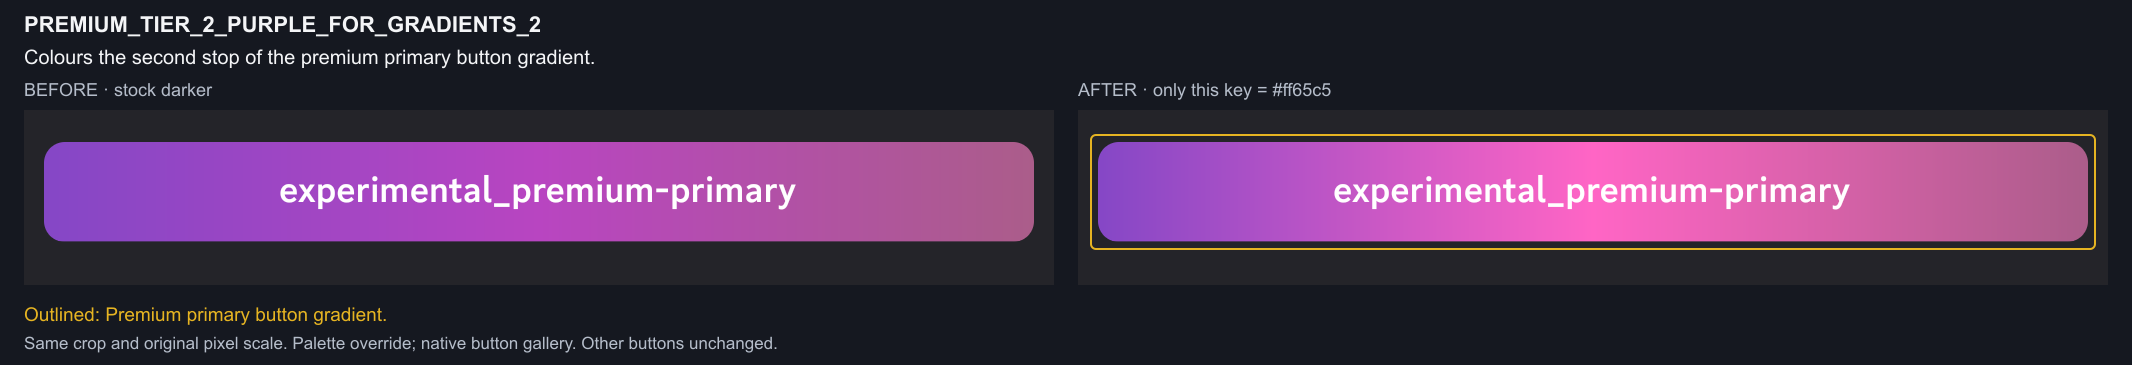 PREMIUM_TIER_2_PURPLE_FOR_GRADIENTS_2
Colours the second stop of the premium primary button gradient.
BEFORE · stock darker
AFTER · only this key = #ff65c5
experimental_premium-primary
experimental_premium-primary
Outlined: Premium primary button gradient.
Same crop and original pixel scale. Palette override; native button gallery. Other buttons unchanged.